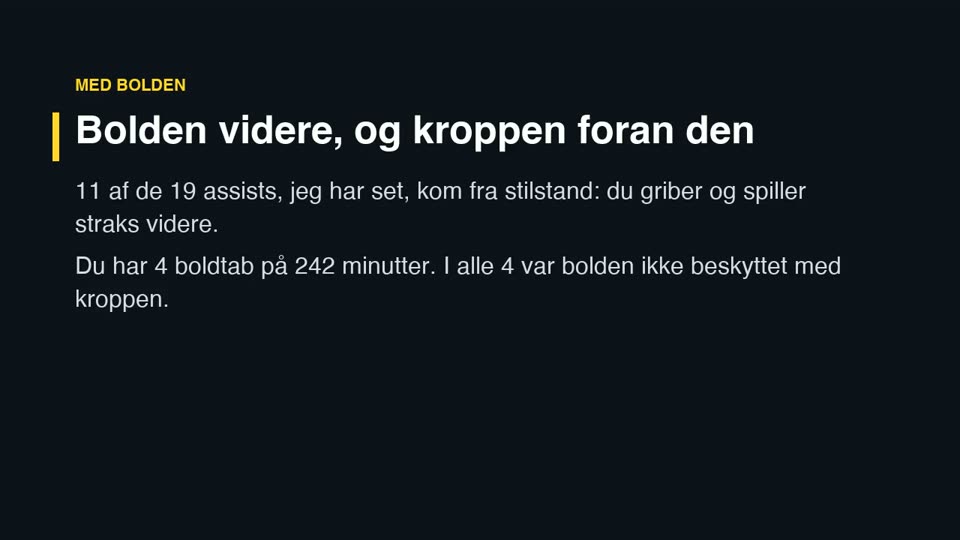 MED BOLDEN
Bolden videre, og kroppen foran den
11 af de 19 assists, jeg har set, kom fra stilstand: du griber og spiller
straks videre.
Du har 4 boldtab på 242 minutter. I alle 4 var bolden ikke beskyttet med
kroppen.